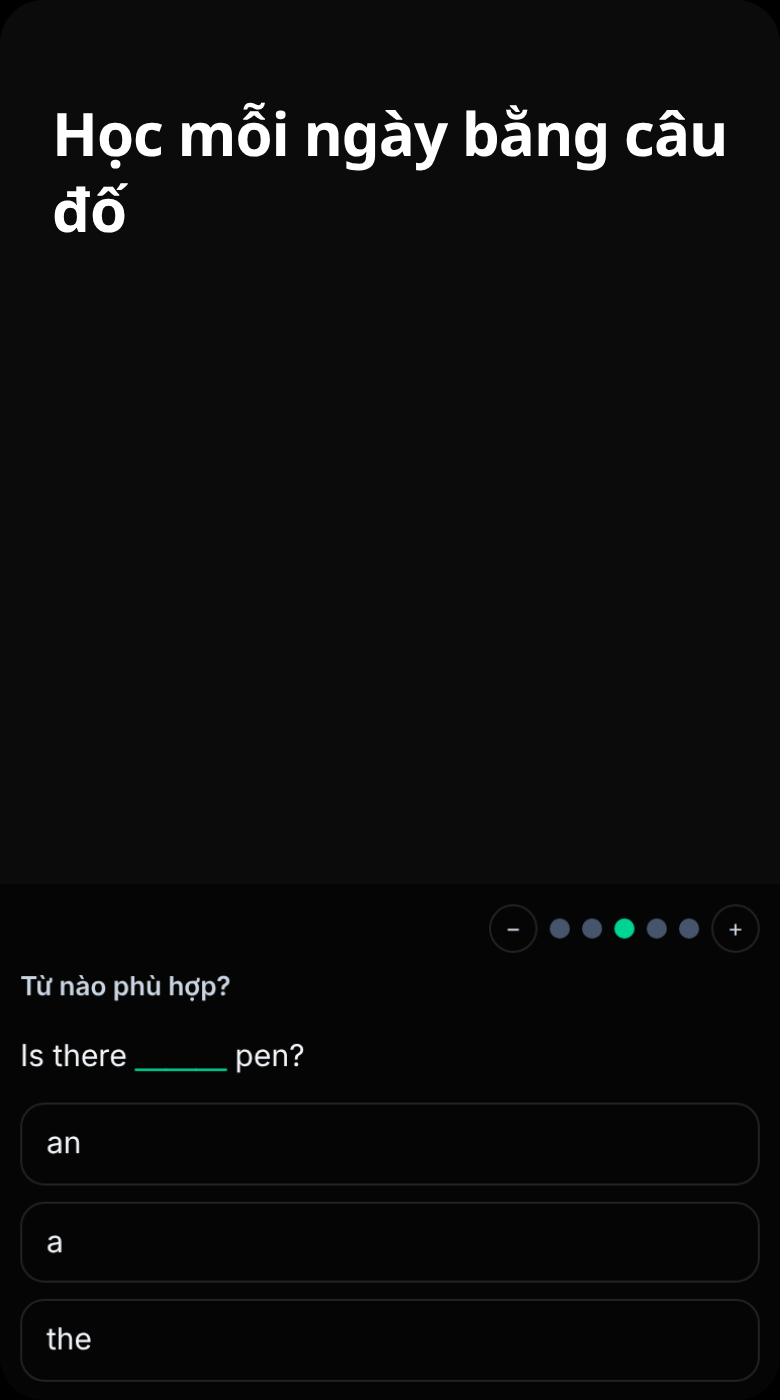 Học mỗi ngày bằng câu
đố
−
+
Từ nào phù hợp?
Is there ______ pen?
an
a
the